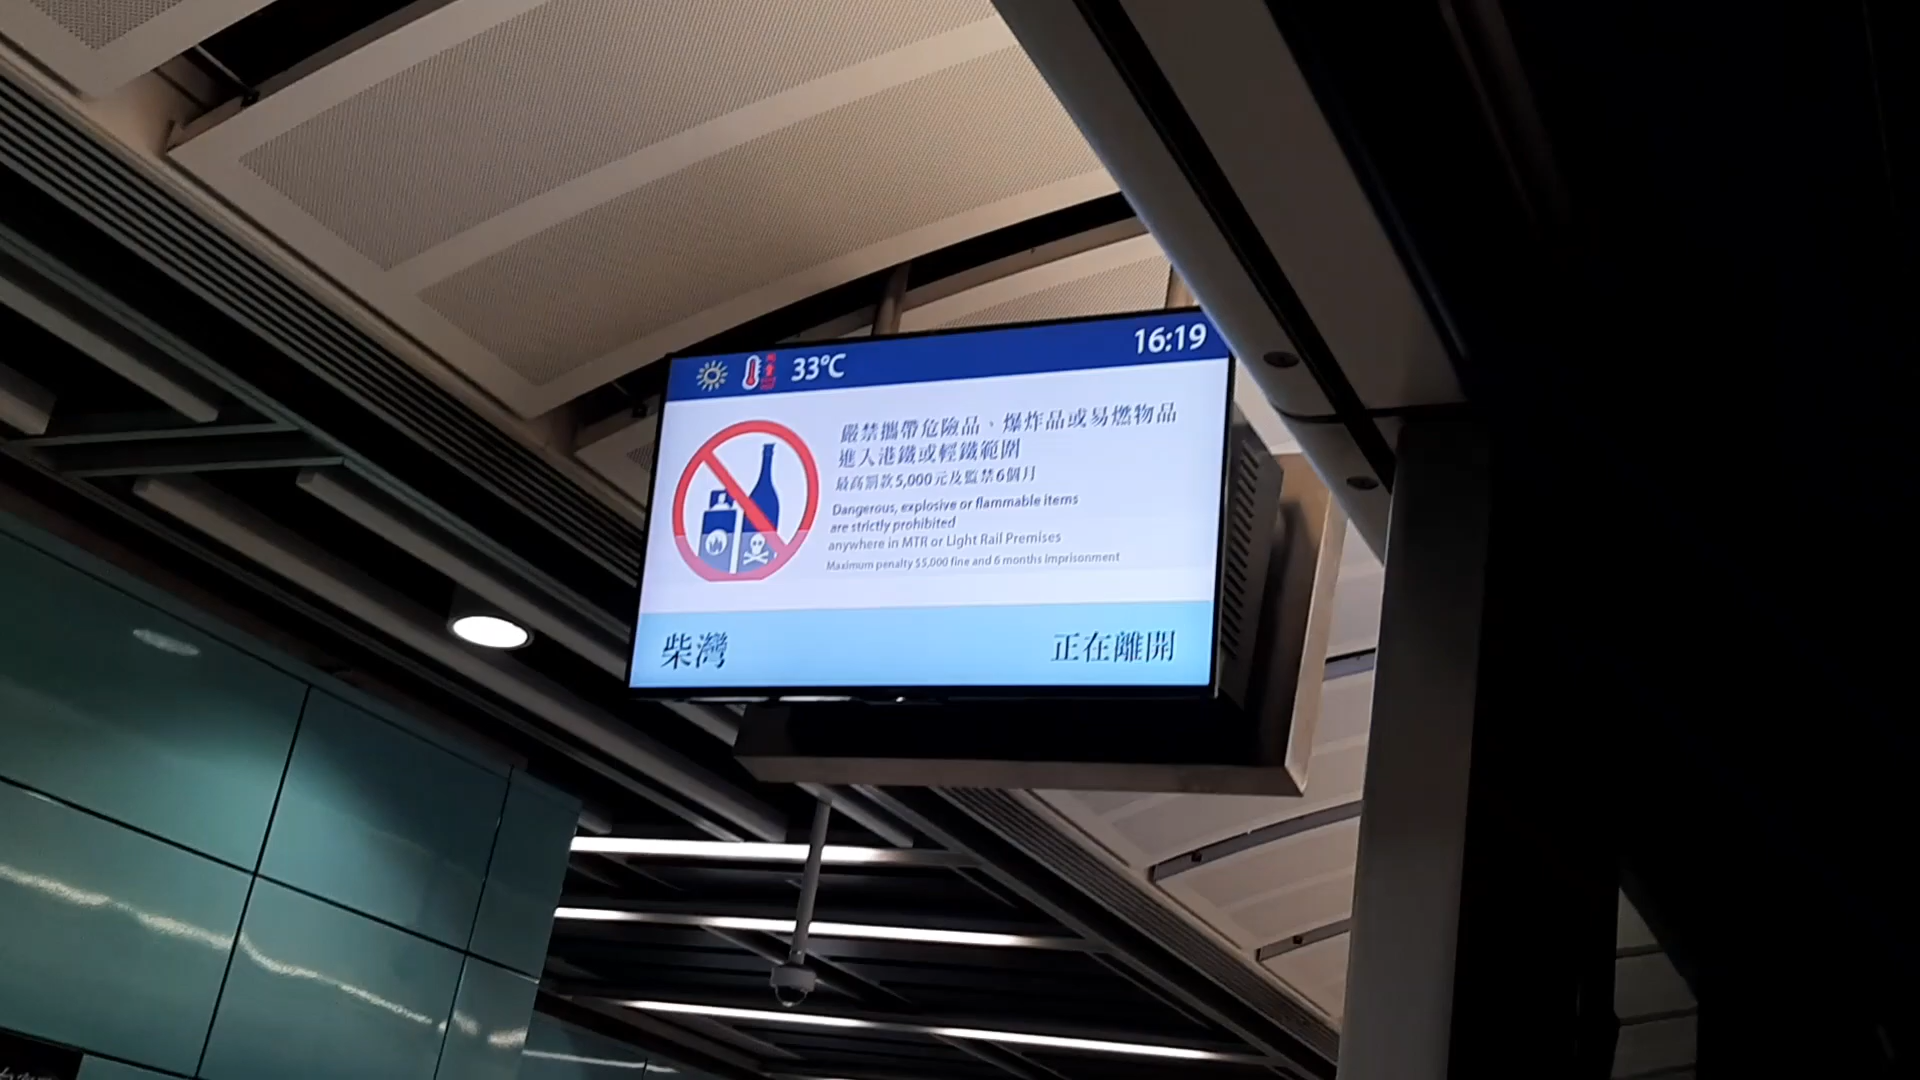 33°C
16:19
嚴禁攜帶危險品、爆炸品或易燃物品
進入港鐵或輕鐵範圍
最高罰款5,000元及監禁6個月
Dangerous, explosive or flammable items
are strictly prohibited
anywhere in MTR or Light Rail Premises
Maximum penalty $5,000 fine and 6 months imprisonment
柴灣
正在離開